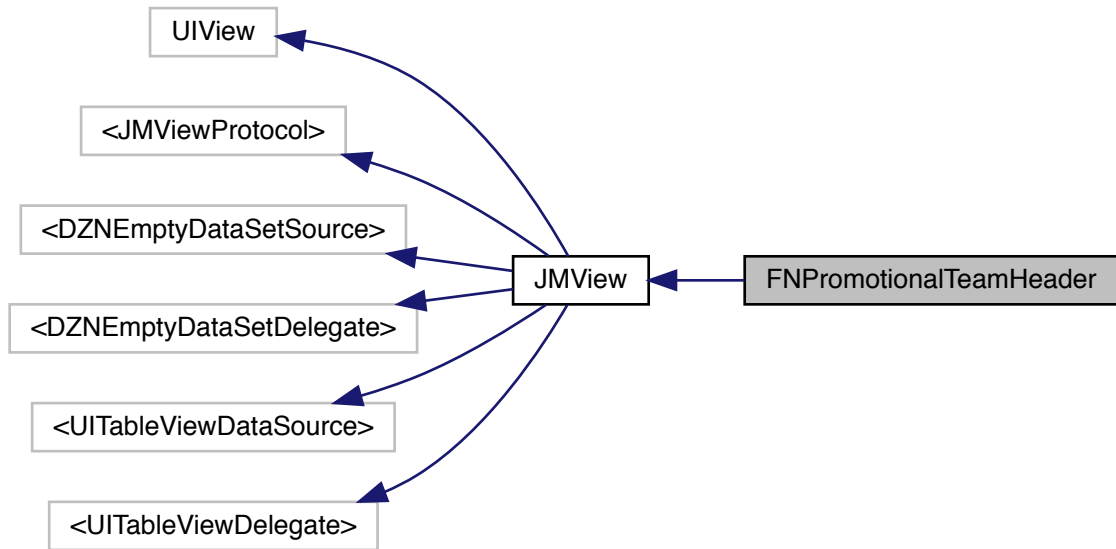 UIView
<JMViewProtocol>
<DZNEmptyDataSetSource>
<DZNEmptyDataSetDelegate>
<UITableViewDataSource>
<UITableViewDelegate>
JMView
FNPromotionalTeamHeader